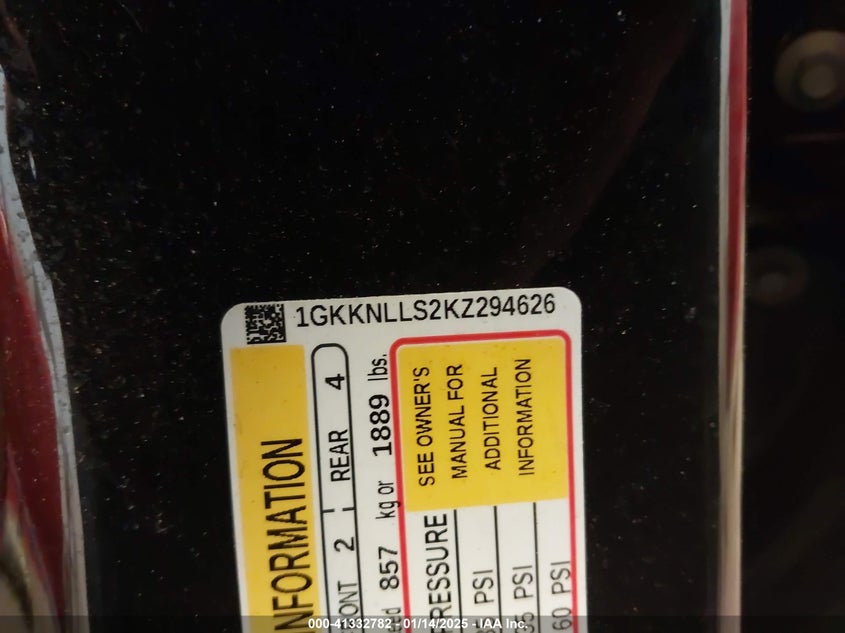 1GKKNLLS2KZ294626
INFORMATION
2 REAR 4
857 kg or 1889 lbs.
PRESSURE
SEE OWNER'S
MANUAL FOR
ADDITIONAL
INFORMATION
PSI
PSI
60 PSI
000-41332782 - 01/14/2025 - IAA Inc.